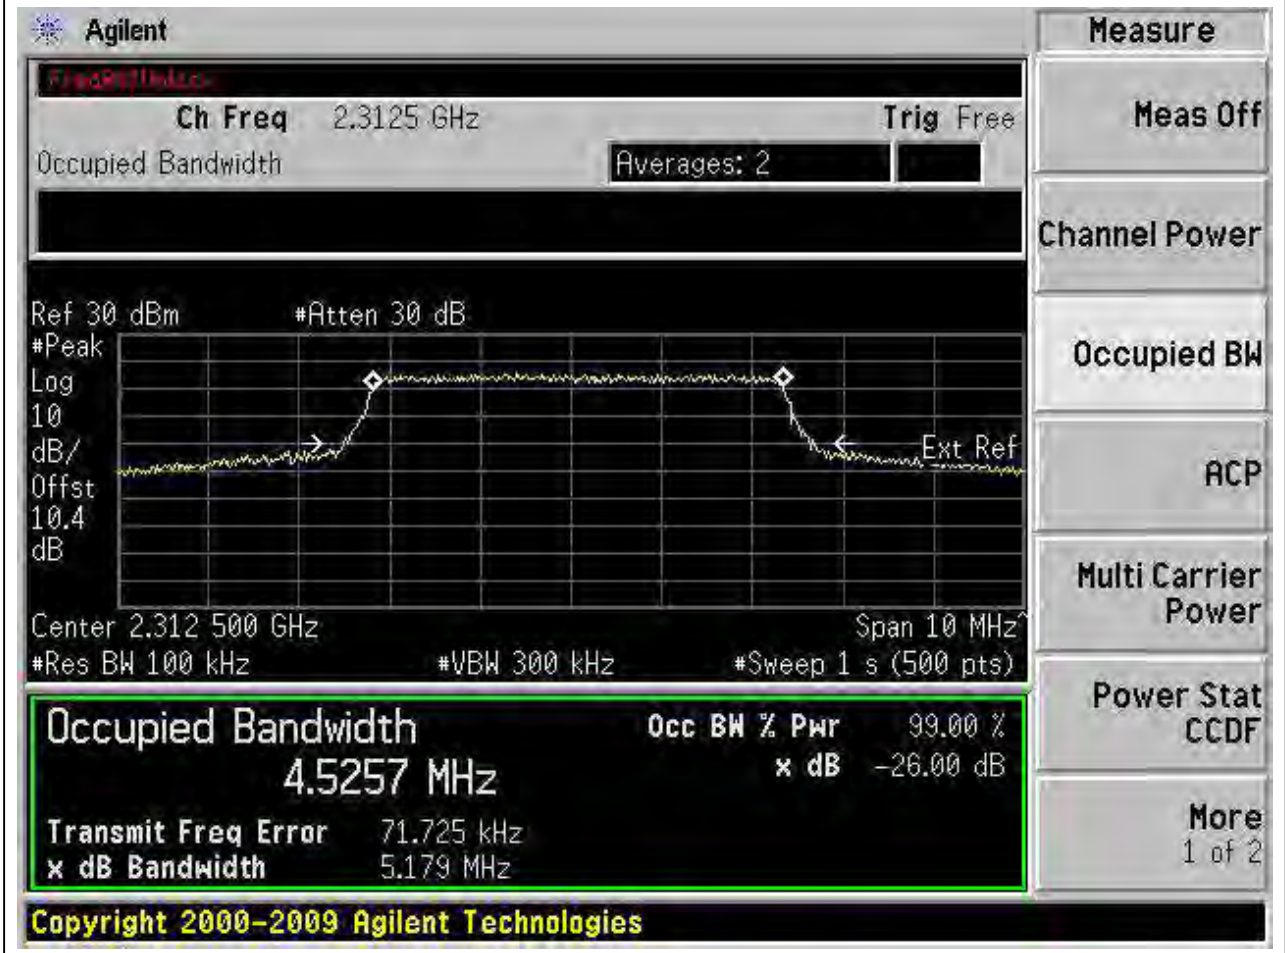 Agilent
Measure
Ch Freq 2.3125 GHz Trig Free
Meas Off
Occupied Bandwidth Averages: 2
Channel Power
Ref 30 dBm #Atten 30 dB
#Peak
Log
10
dB/
Offst
10.4
dB
Ext Ref
Occupied BW
ACP
Center 2.312 500 GHz Span 10 MHz^
#Res BW 100 kHz #VBW 300 kHz #Sweep 1 s (500 pts)
Multi Carrier
Power
Occupied Bandwidth
4.5257 MHz
Occ BW % Pwr 99.00 %
x dB -26.00 dB
Transmit Freq Error 71.725 kHz
x dB Bandwidth 5.179 MHz
Power Stat
CCDF
More
1 of 2
Copyright 2000-2009 Agilent Technologies